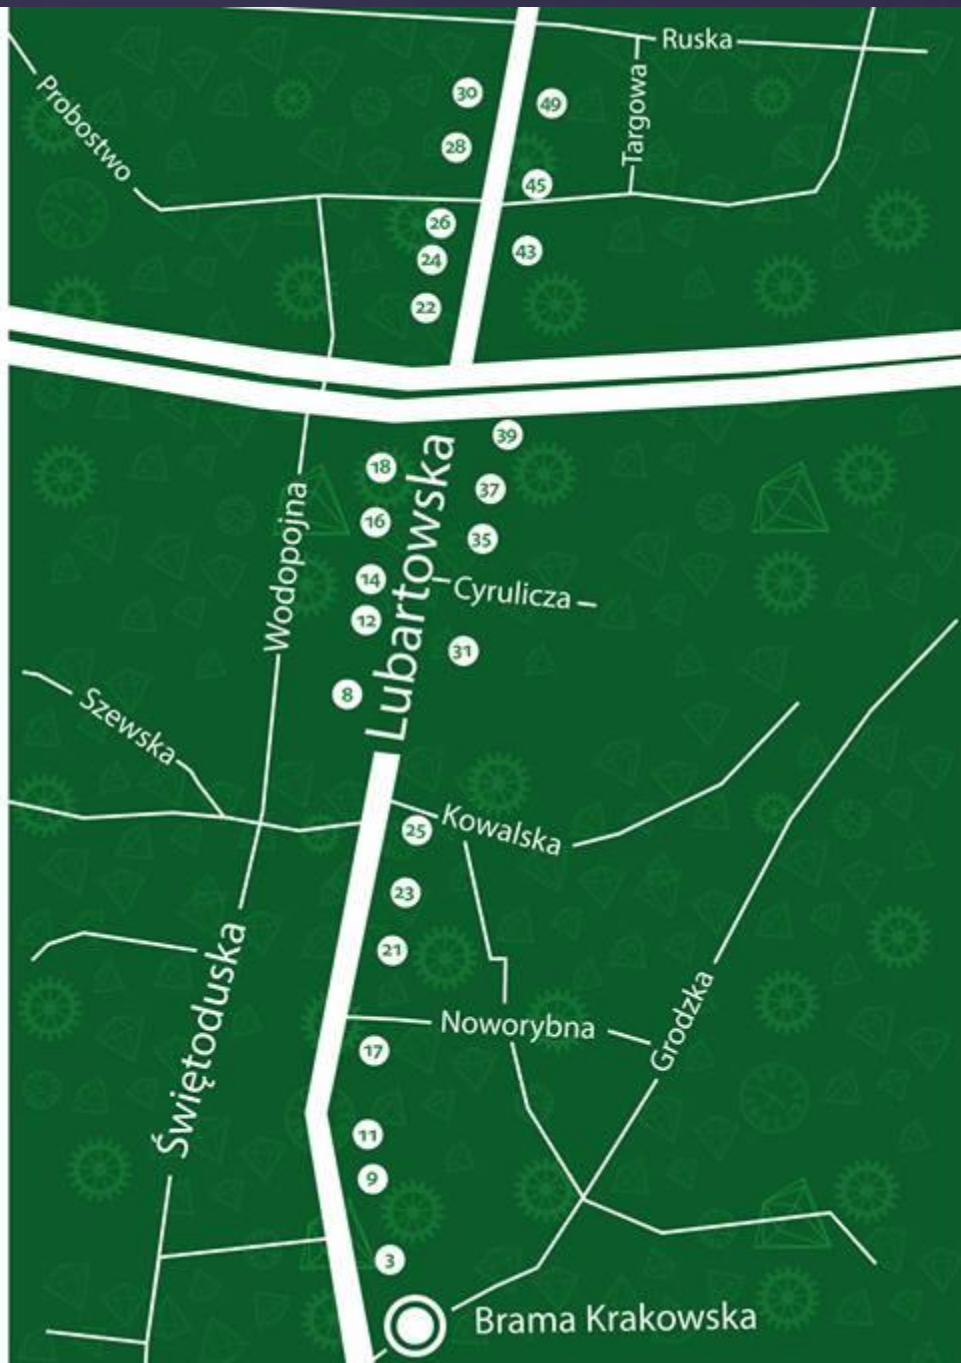 Ruska
Targowa
Probostwo
30
49
28
45
26
43
24
22
39
18
37
16
35
Lubartowska
Wodopojna
14
Cyrulicza
12
31
8
Szewska
Kowalska
25
23
21
Świętoduska
Noworybna
Grodzka
17
11
9
3
Brama Krakowska